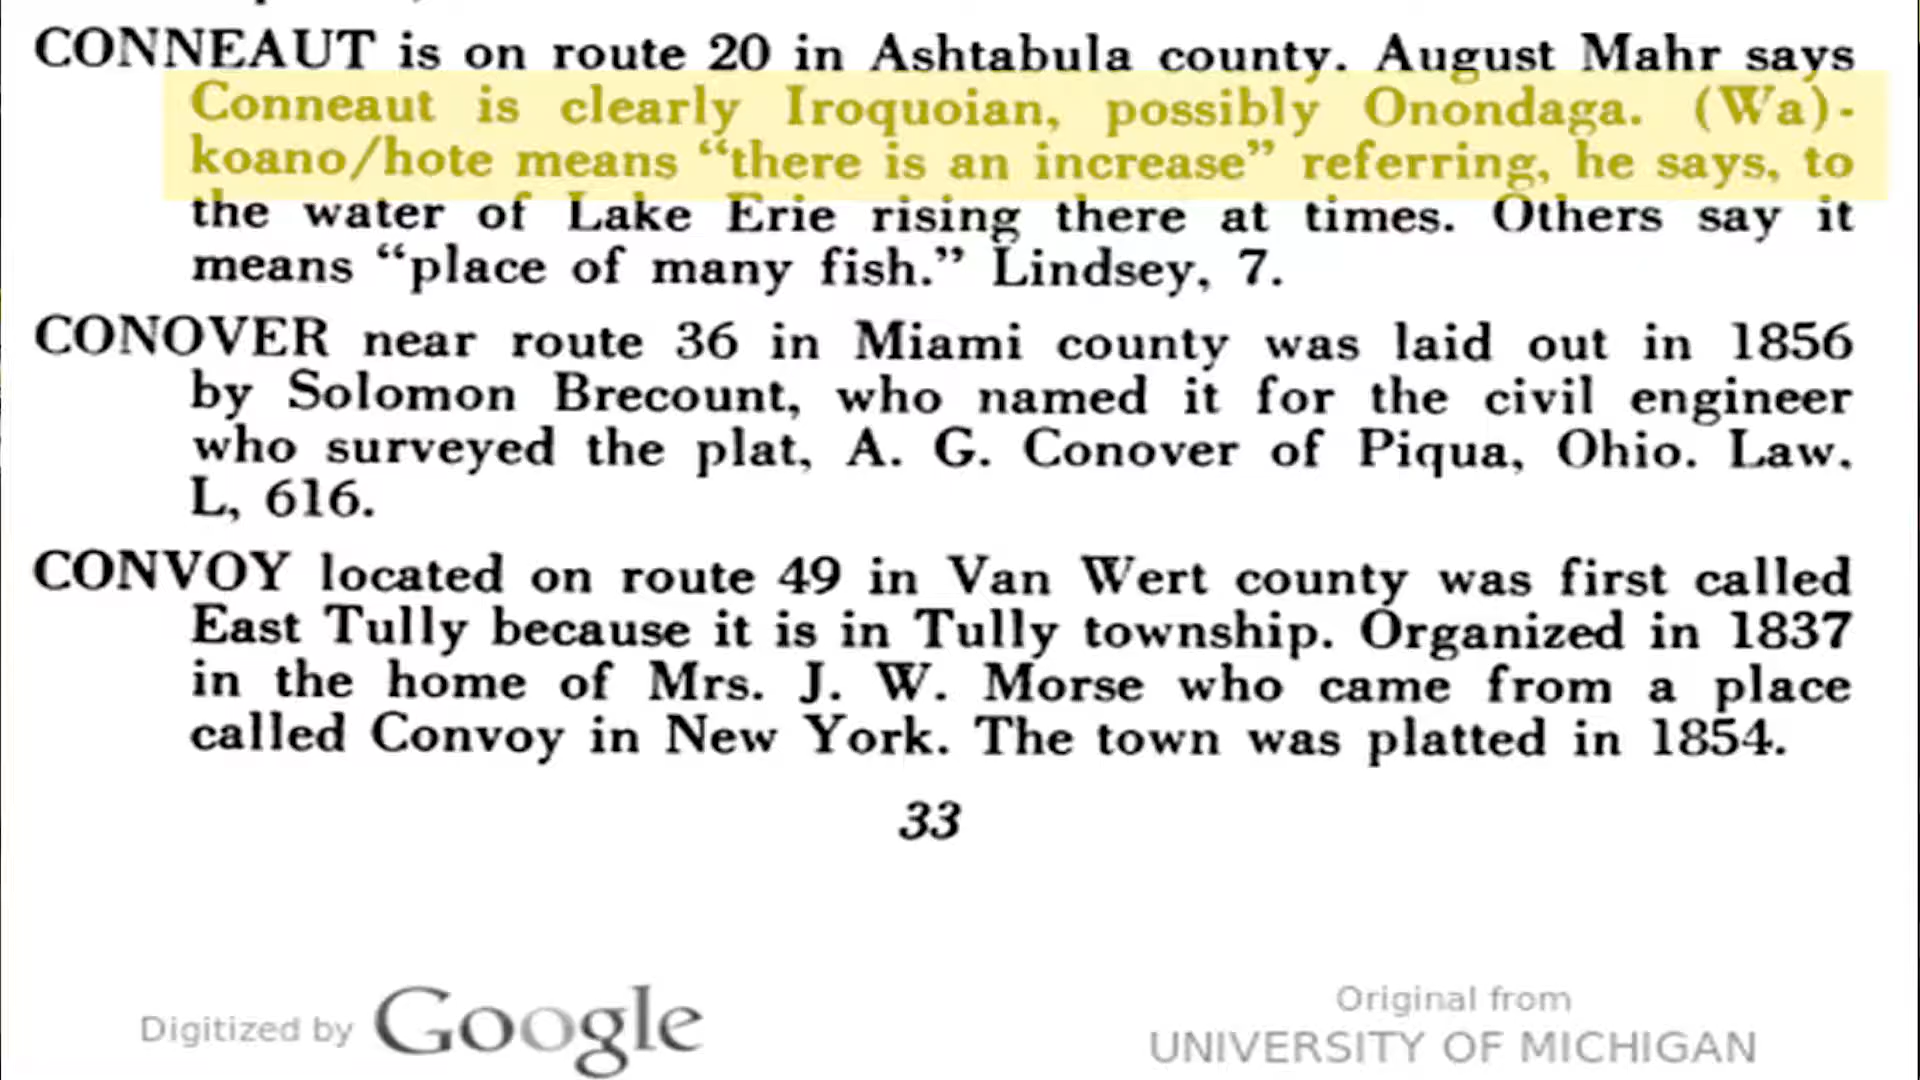 CONNEAUT is on route 20 in Ashtabula county. August Mahr says
Conneaut is clearly Iroquoian, possibly Onondaga. (Wa)-
koano/hote means “there is an increase” referring, he says, to
the water of Lake Erie rising there at times. Others say it
means “place of many fish.” Lindsey, 7.
CONOVER near route 36 in Miami county was laid out in 1856
by Solomon Brecount, who named it for the civil engineer
who surveyed the plat, A. G. Conover of Piqua, Ohio. Law.
L, 616.
CONVOY located on route 49 in Van Wert county was first called
East Tully because it is in Tully township. Organized in 1837
in the home of Mrs. J. W. Morse who came from a place
called Convoy in New York. The town was platted in 1854.
33
Digitized by Google
Original from
UNIVERSITY OF MICHIGAN